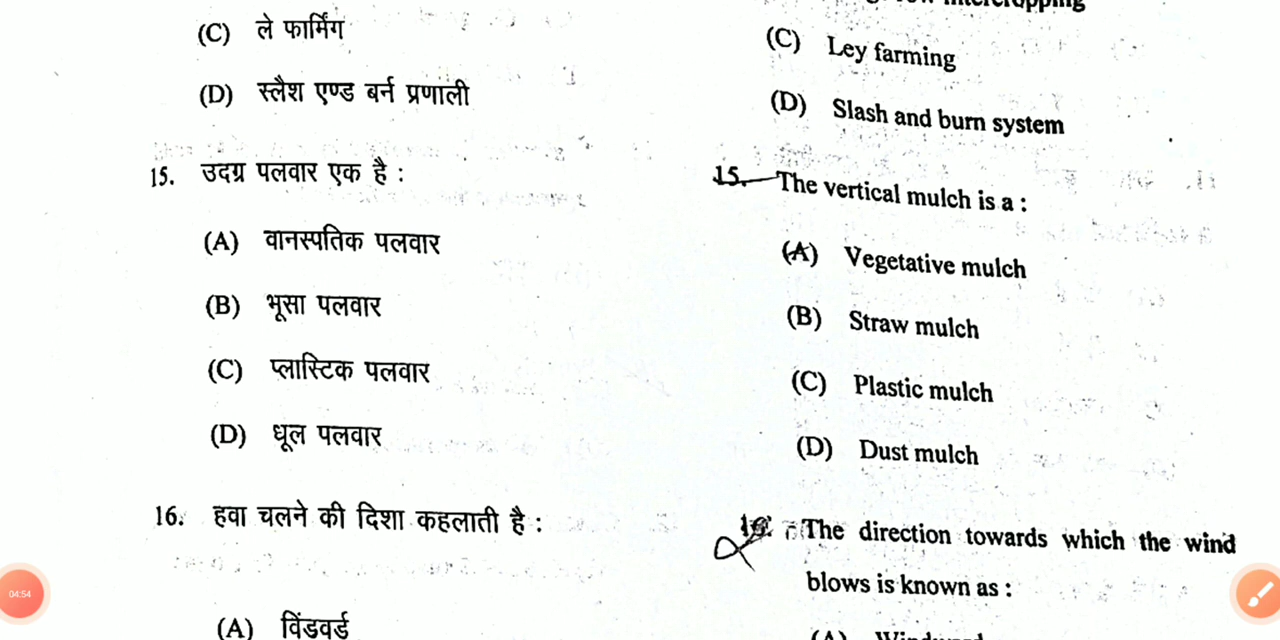 (C) ले फार्मिंग
(D) स्लैश एण्ड बर्न प्रणाली
15. उदग्र पलवार एक है :
(A) वानस्पतिक पलवार
(B) भूसा पलवार
(C) प्लास्टिक पलवार
(D) धूल पलवार
16. हवा चलने की दिशा कहलाती है :
(A) विंडवर्ड
intercropping
(C) Ley farming
(D) Slash and burn system
15. The vertical mulch is a :
(A) Vegetative mulch
(B) Straw mulch
(C) Plastic mulch
(D) Dust mulch
16. The direction towards which the wind
blows is known as :
(A) Windward
04:54